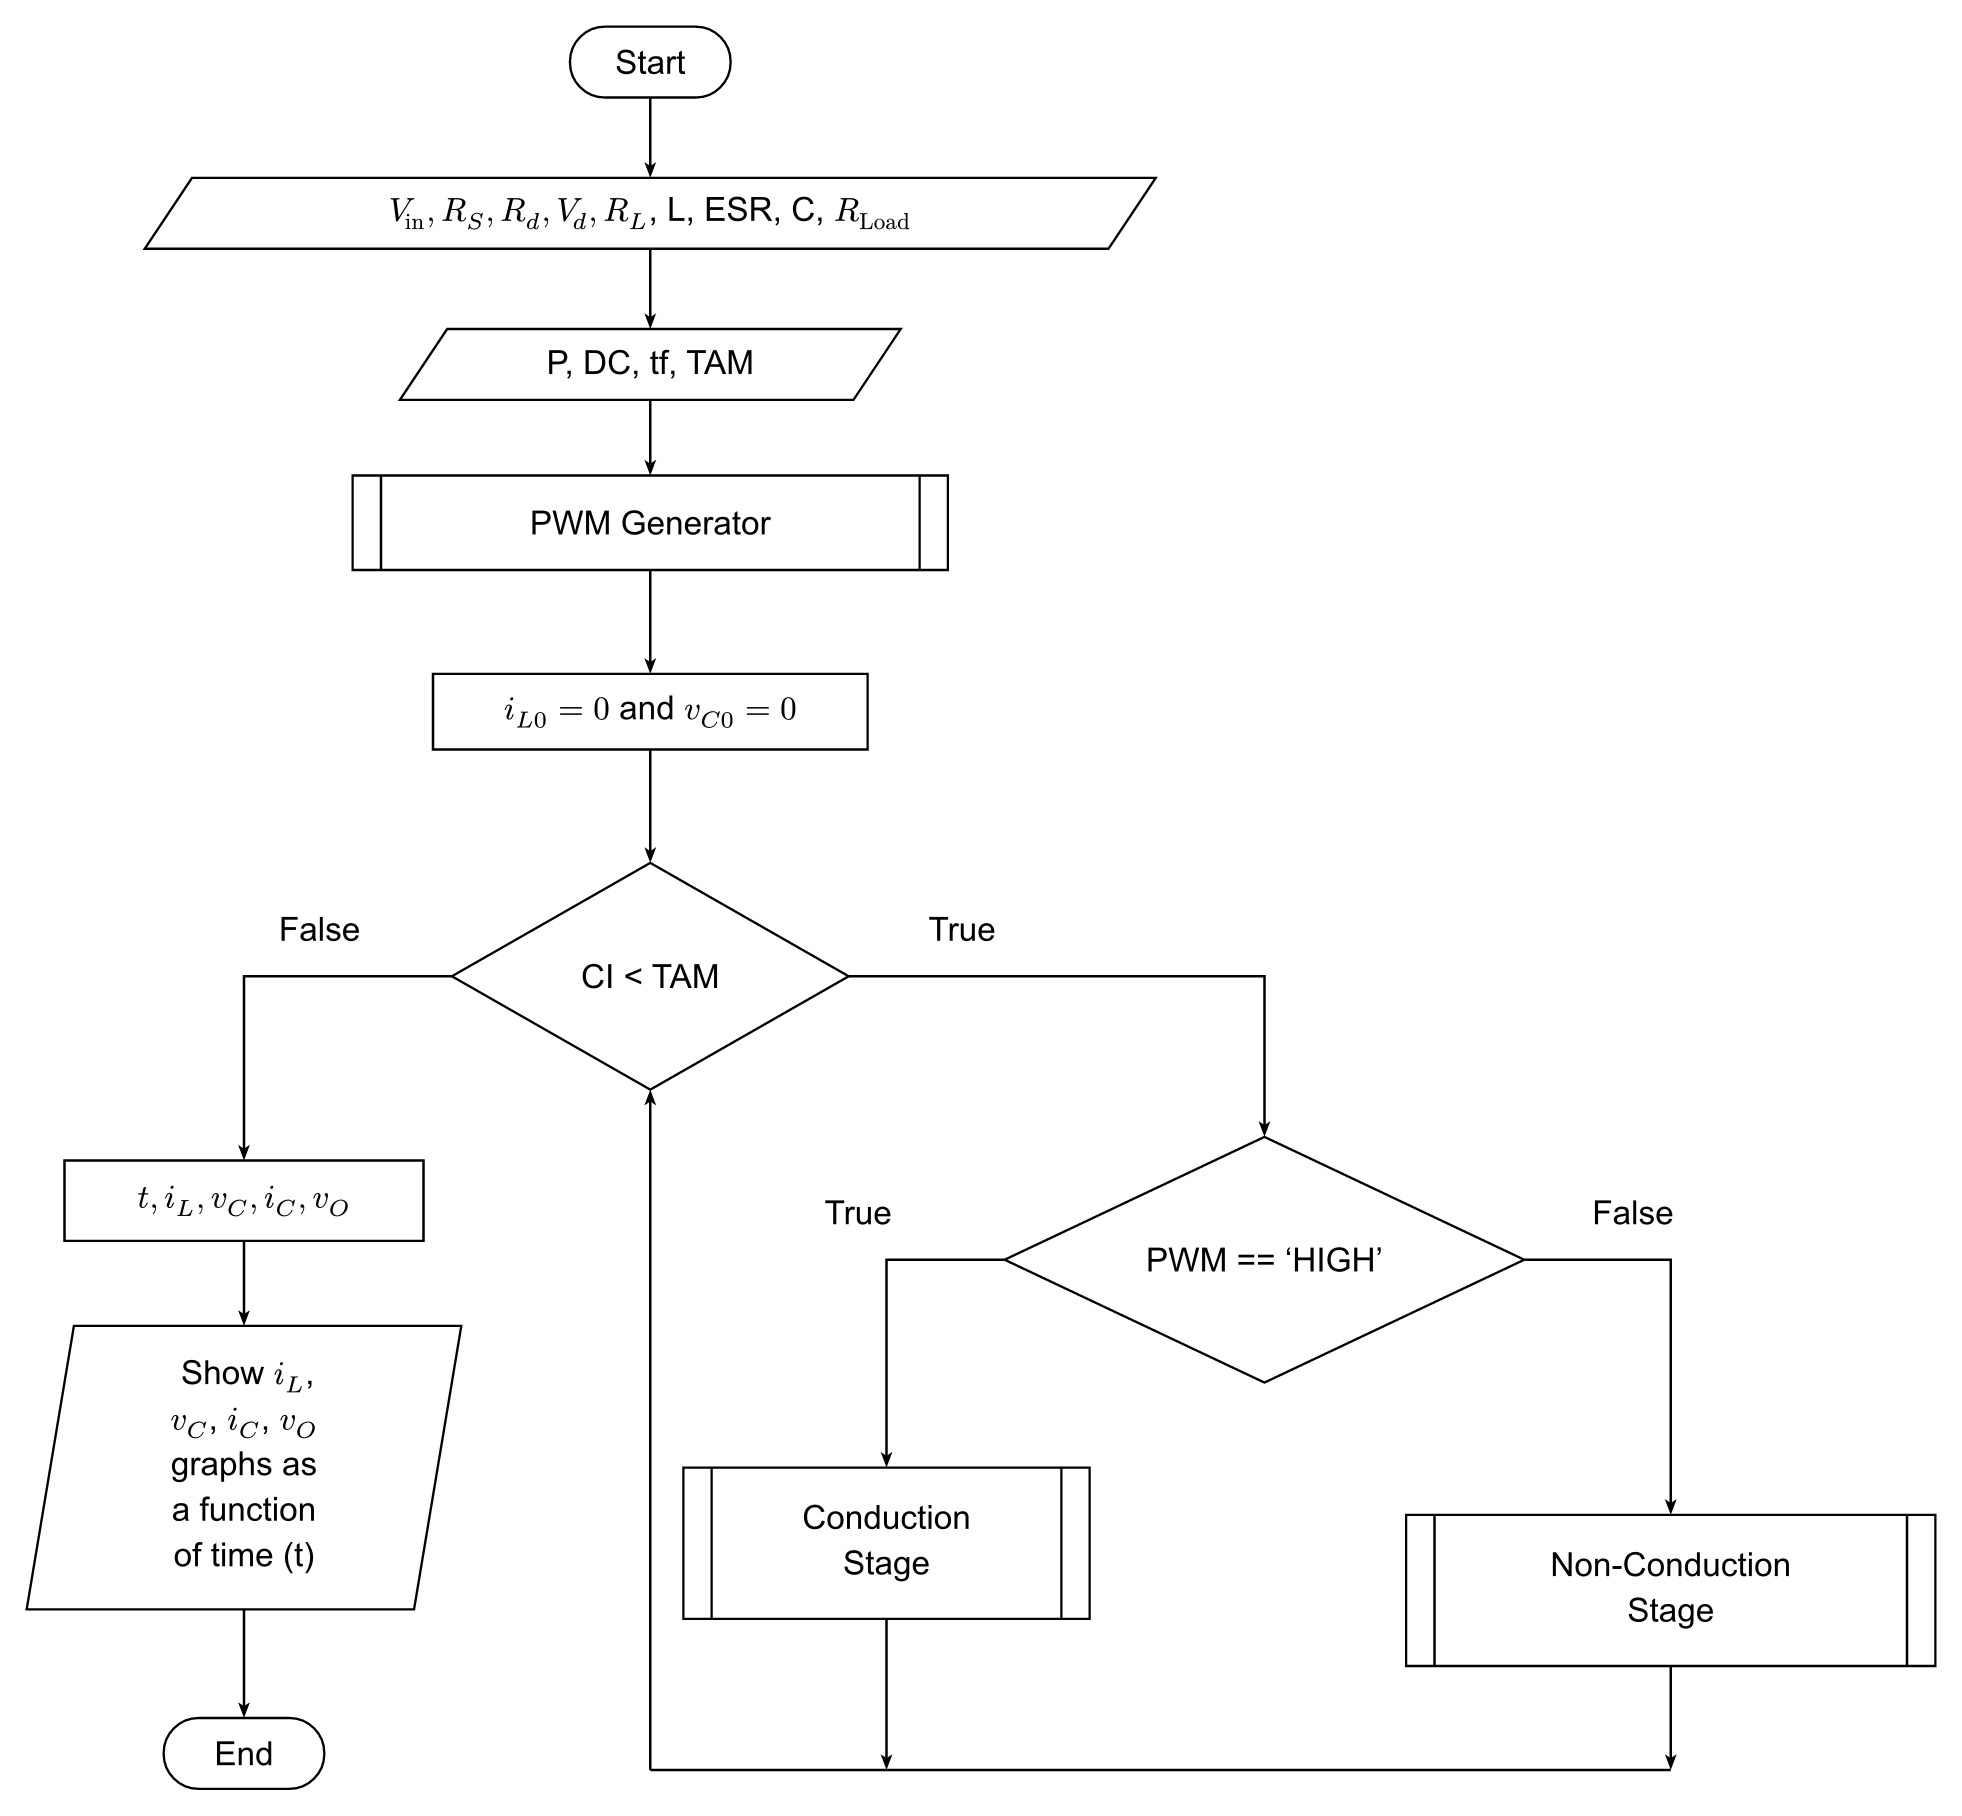 Start
V_in, R_S, R_d, V_d, R_L, L, ESR, C, R_Load
P, DC, tf, TAM
PWM Generator
i_L0 = 0 and v_C0 = 0
False
True
CI < TAM
t, i_L, v_C, i_C, v_O
True
False
PWM == ‘HIGH’
Show i_L,
v_C, i_C, v_O
graphs as
a function
of time (t)
Conduction
Stage
Non-Conduction
Stage
End